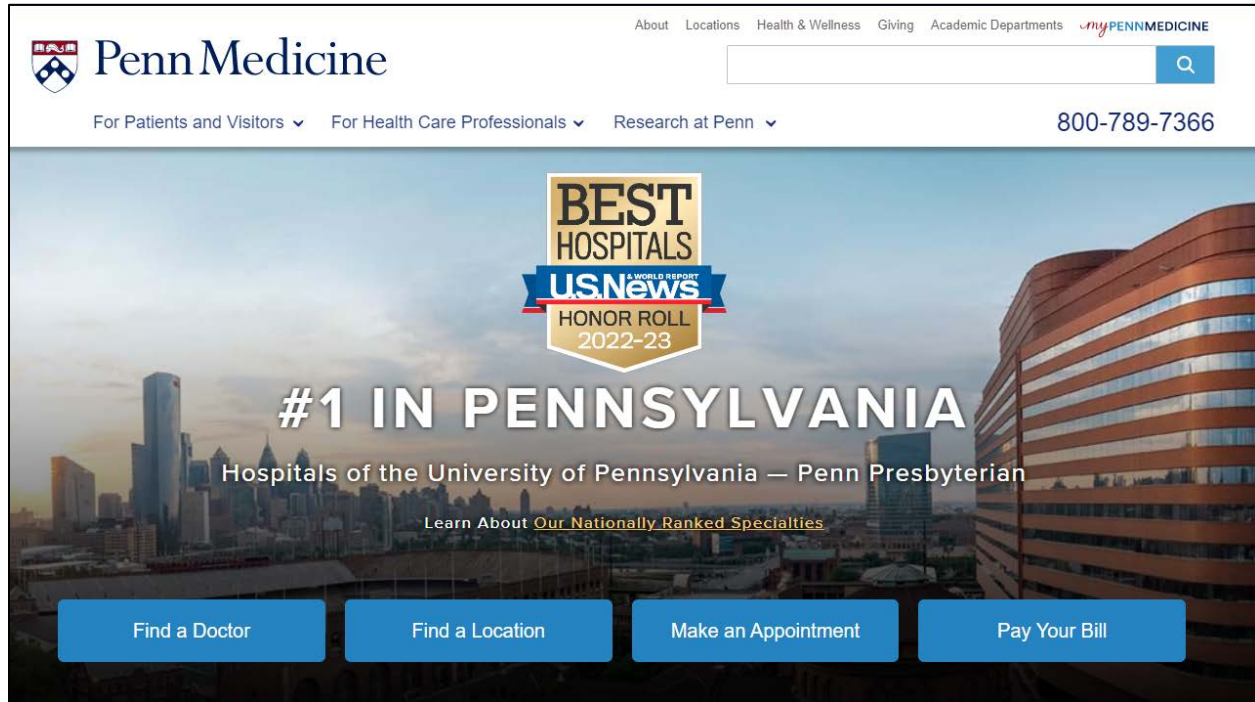 About Locations Health & Wellness Giving Academic Departments myPENNMEDICINE
Penn Medicine
For Patients and Visitors For Health Care Professionals Research at Penn 800-789-7366
BEST
HOSPITALS
U.S.News
& WORLD REPORT
HONOR ROLL
2022-23
#1 IN PENNSYLVANIA
Hospitals of the University of Pennsylvania — Penn Presbyterian
Learn About Our Nationally Ranked Specialties
Find a Doctor Find a Location Make an Appointment Pay Your Bill